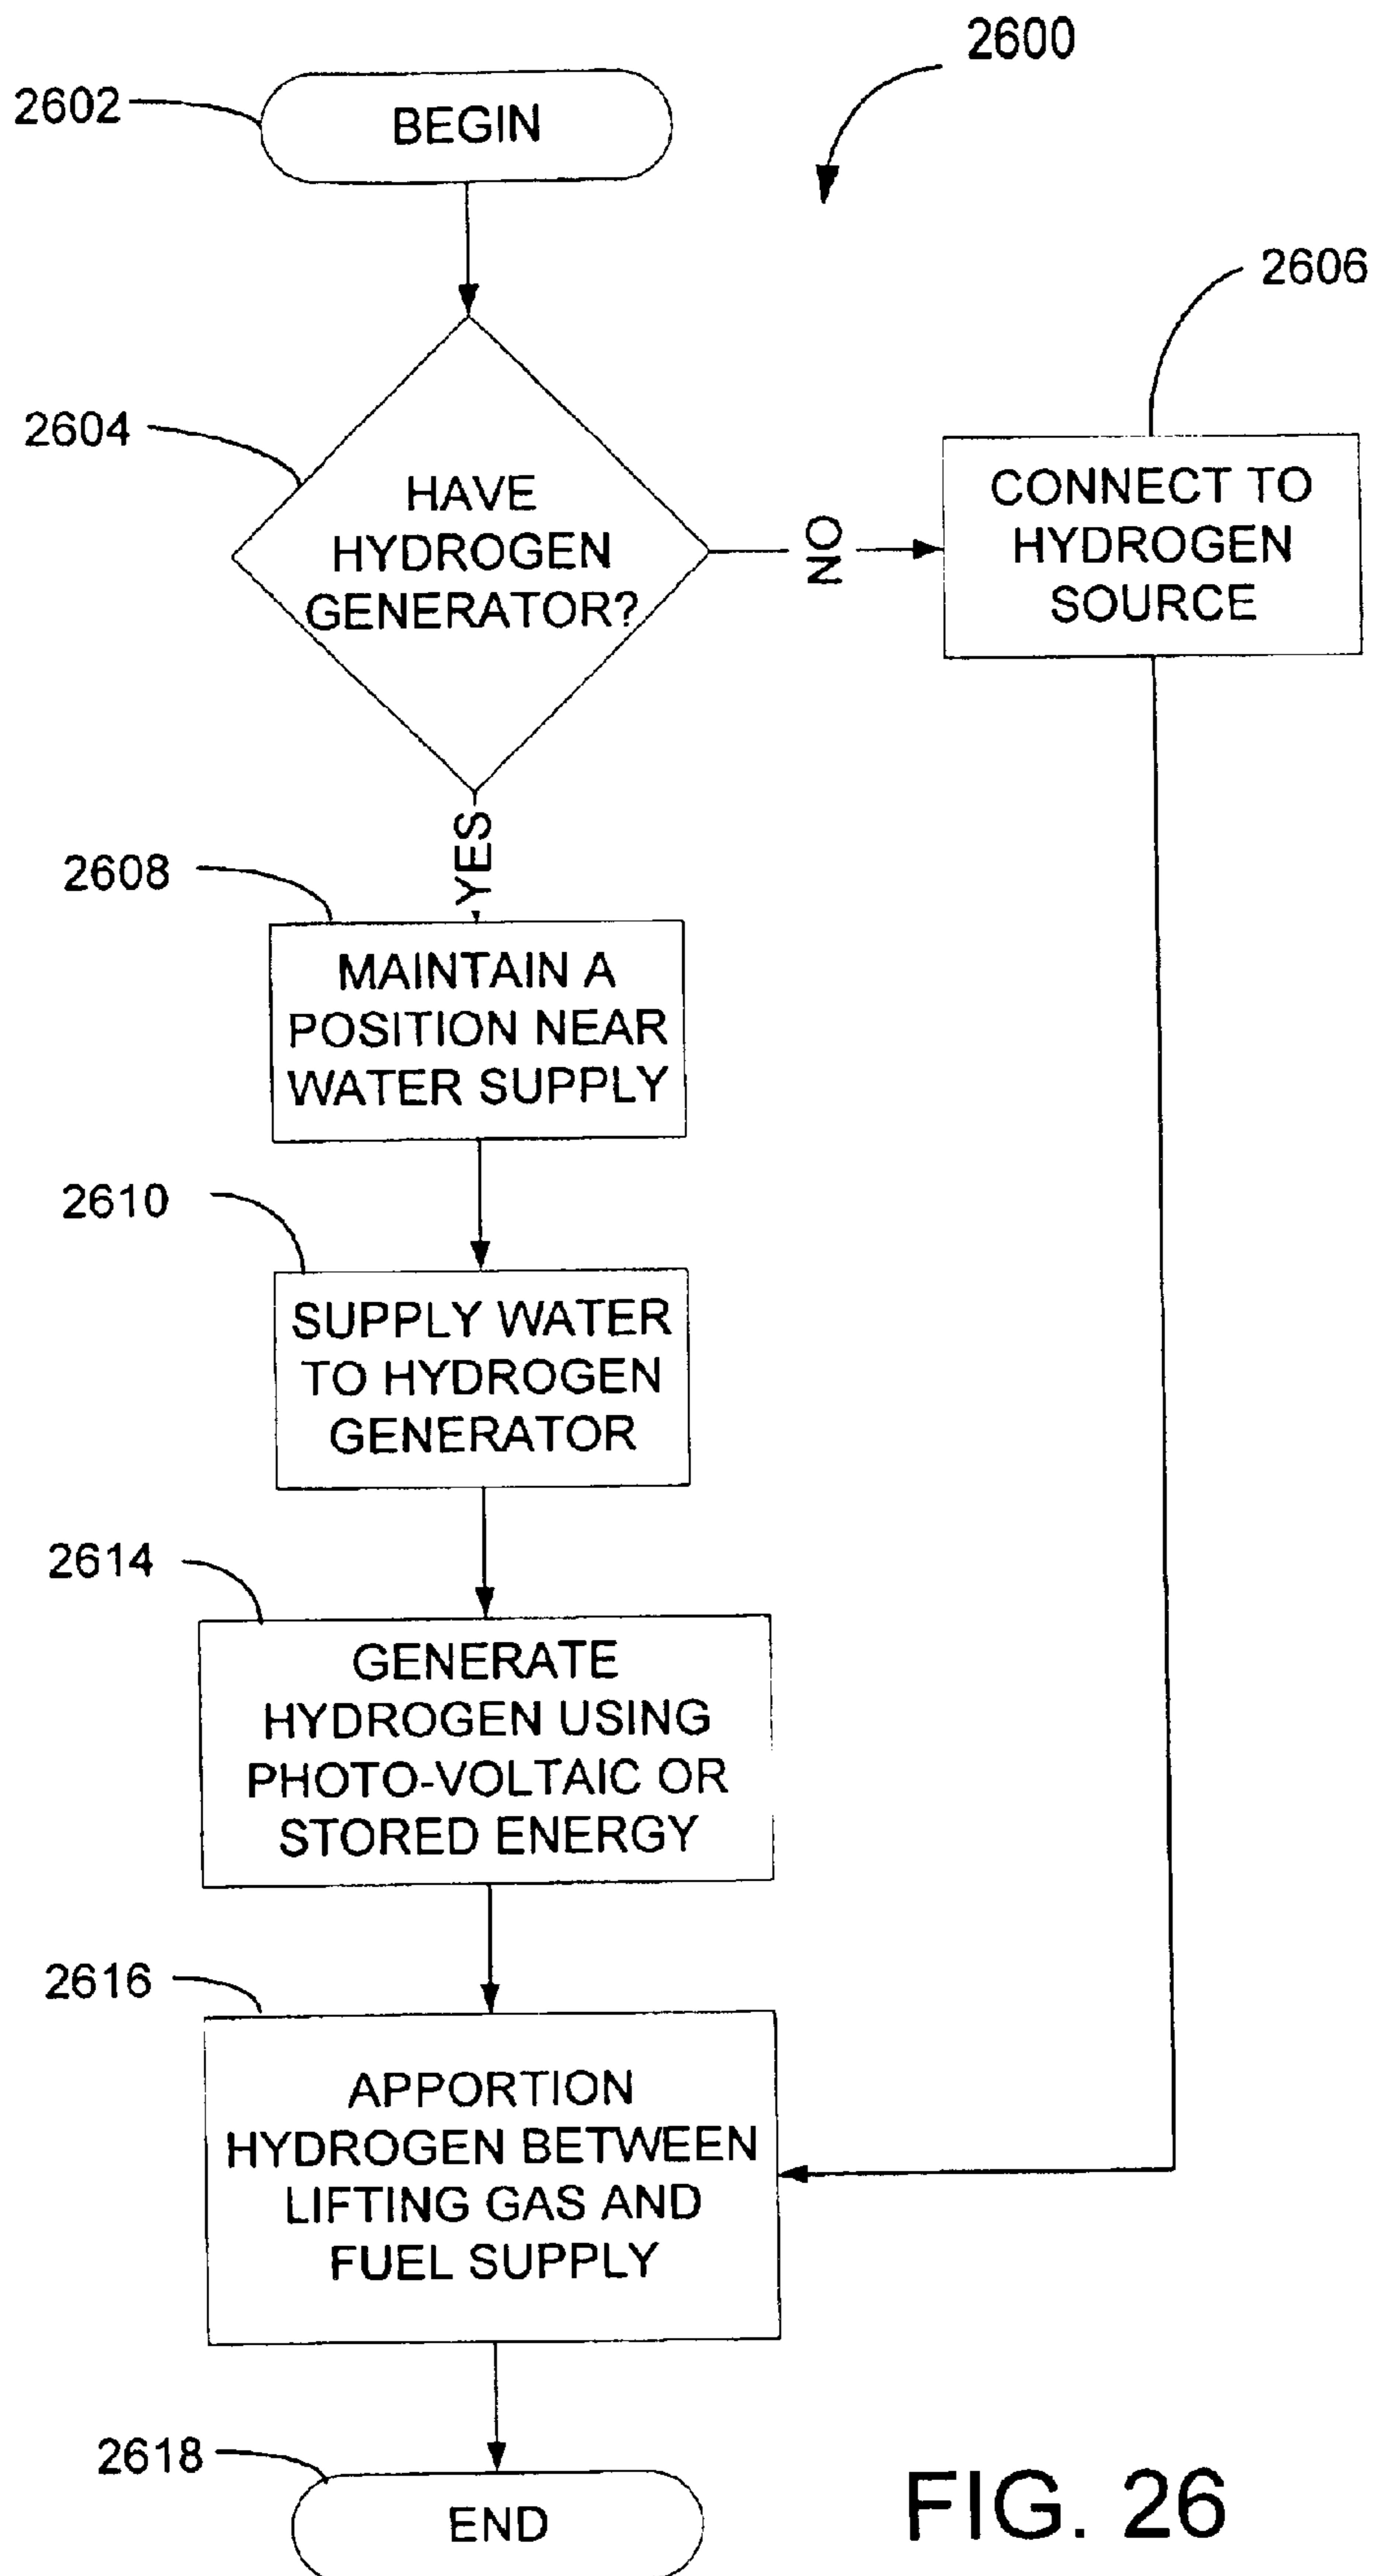 2600
2602
BEGIN
2606
2604
HAVE
HYDROGEN
GENERATOR?
NO
CONNECT TO
HYDROGEN
SOURCE
YES
2608
MAINTAIN A
POSITION NEAR
WATER SUPPLY
2610
SUPPLY WATER
TO HYDROGEN
GENERATOR
2614
GENERATE
HYDROGEN USING
PHOTO-VOLTAIC OR
STORED ENERGY
2616
APPORTION
HYDROGEN BETWEEN
LIFTING GAS AND
FUEL SUPPLY
2618
END
FIG. 26